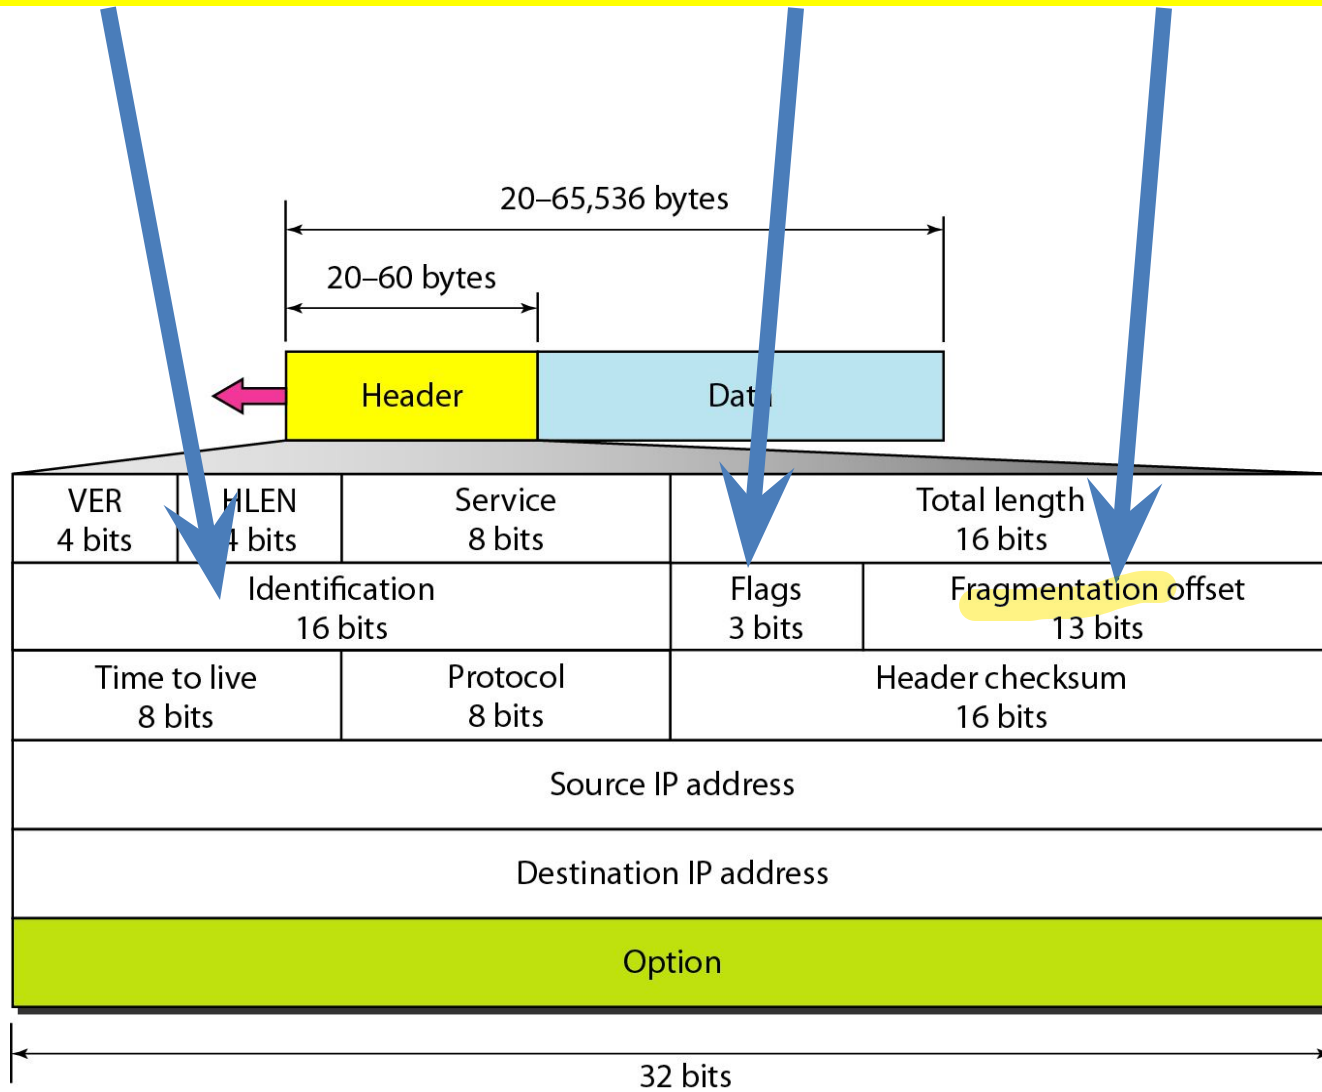 20–65,536 bytes
20–60 bytes
Header
Data
VER
4 bits
HLEN
4 bits
Service
8 bits
Total length
16 bits
Identification
16 bits
Flags
3 bits
Fragmentation offset
13 bits
Time to live
8 bits
Protocol
8 bits
Header checksum
16 bits
Source IP address
Destination IP address
Option
32 bits